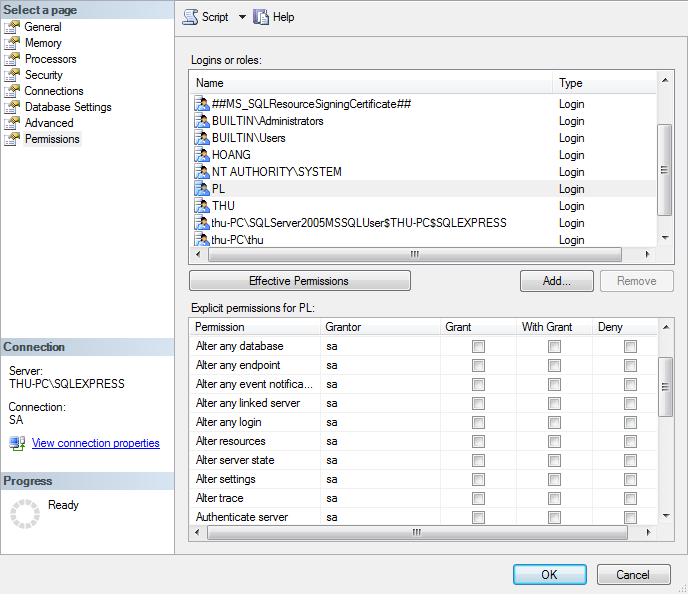 Select a page
General
Memory
Processors
Security
Connections
Database Settings
Advanced
Permissions
Connection
Server:
THU-PC\SQLEXPRESS
Connection:
SA
View connection properties
Progress
Ready
Script Help
Logins or roles:
Name Type
##MS_SQLResourceSigningCertificate## Login
BUILTIN\Administrators Login
BUILTIN\Users Login
HOANG Login
NT AUTHORITY\SYSTEM Login
PL Login
THU Login
thu-PC\SQLServer2005MSSQLUser$THU-PC$SQLEXPRESS Login
thu-PC\thu Login
Effective Permissions Add... Remove
Explicit permissions for PL:
Permission Grantor Grant With Grant Deny
Alter any database sa
Alter any endpoint sa
Alter any event notifica... sa
Alter any linked server sa
Alter any login sa
Alter resources sa
Alter server state sa
Alter settings sa
Alter trace sa
Authenticate server sa
OK Cancel